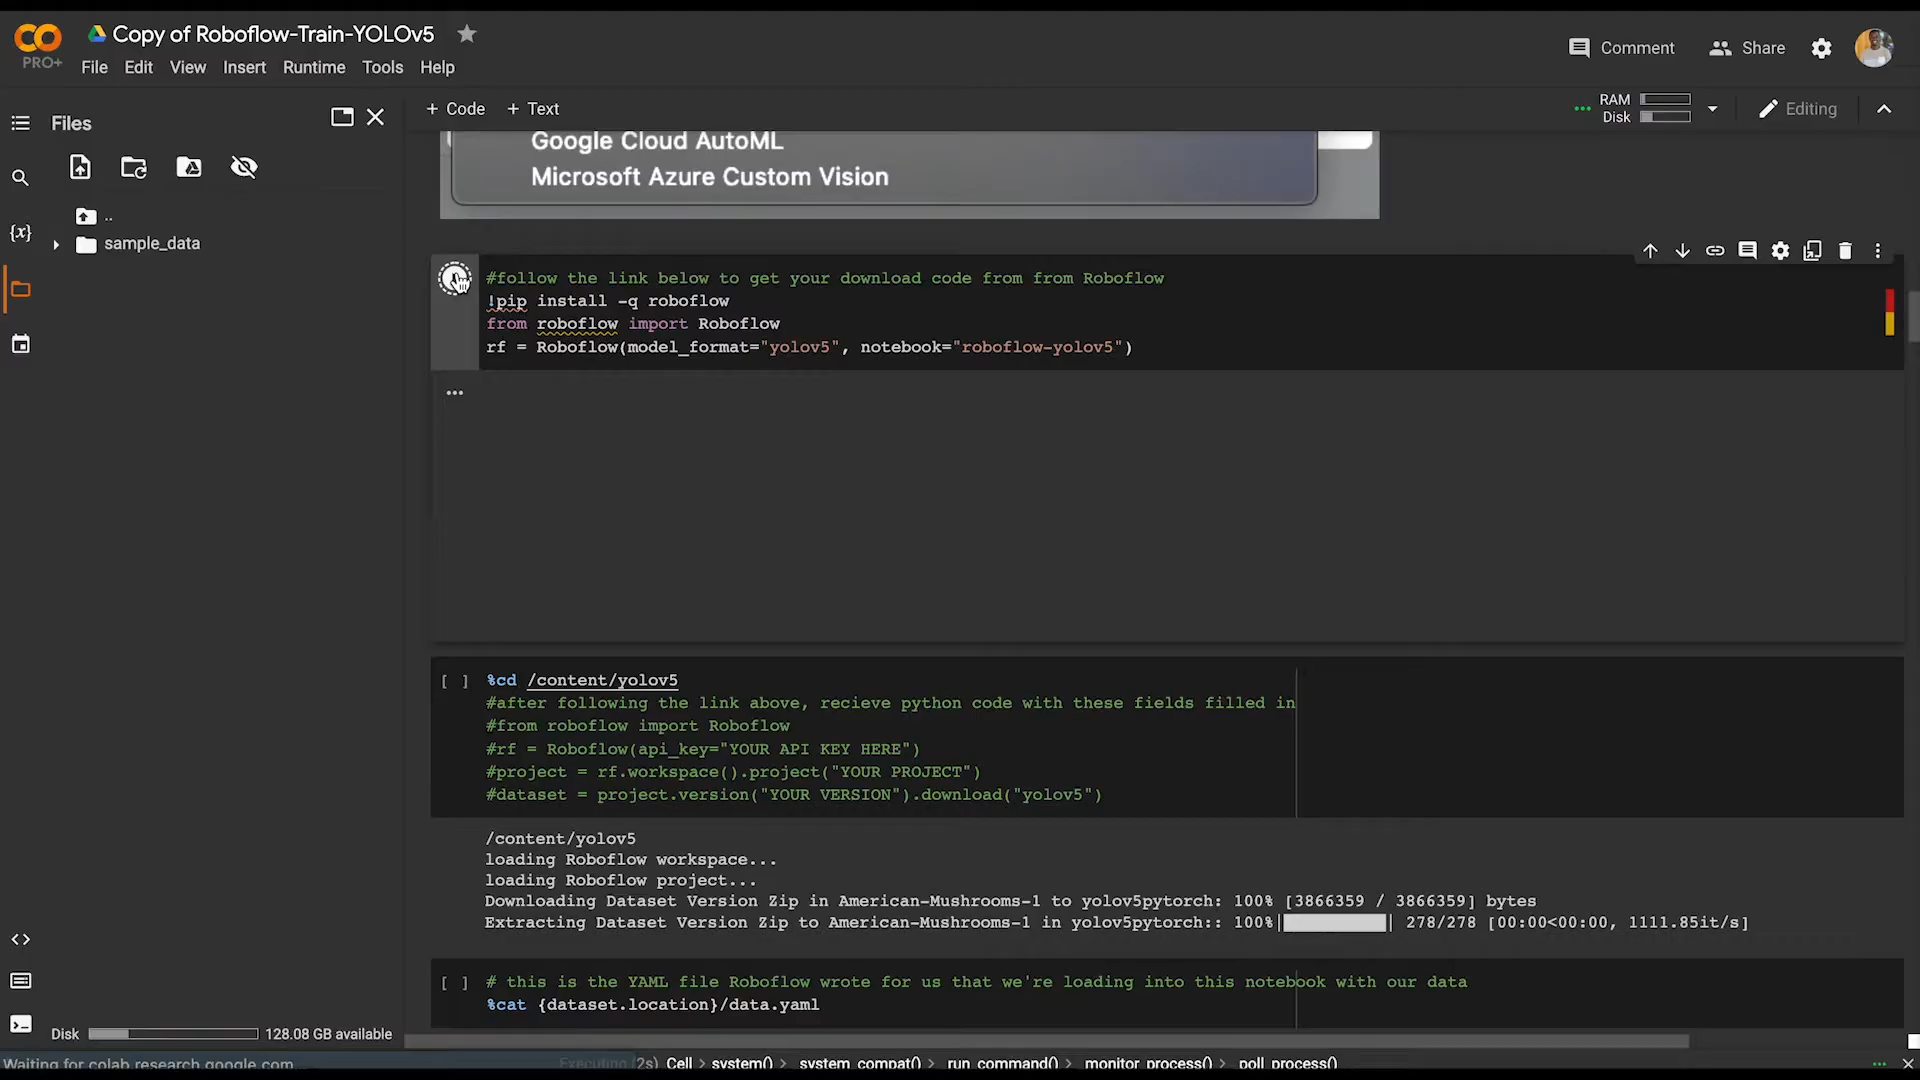 Copy of Roboflow-Train-YOLOv5
PRO+
File Edit View Insert Runtime Tools Help
Comment
Share
Files
+ Code + Text
RAM
Disk
Editing
..
sample_data
{x}
Google Cloud AutoML
Microsoft Azure Custom Vision
#follow the link below to get your download code from from Roboflow
!pip install -q roboflow
from roboflow import Roboflow
rf = Roboflow(model_format="yolov5", notebook="roboflow-yolov5")
...
[ ] %cd /content/yolov5
#after following the link above, recieve python code with these fields filled in
#from roboflow import Roboflow
#rf = Roboflow(api_key="YOUR API KEY HERE")
#project = rf.workspace().project("YOUR PROJECT")
#dataset = project.version("YOUR VERSION").download("yolov5")
/content/yolov5
loading Roboflow workspace...
loading Roboflow project...
Downloading Dataset Version Zip in American-Mushrooms-1 to yolov5pytorch: 100% [3866359 / 3866359] bytes
Extracting Dataset Version Zip to American-Mushrooms-1 in yolov5pytorch:: 100%| | 278/278 [00:00<00:00, 1111.85it/s]
[ ] # this is the YAML file Roboflow wrote for us that we're loading into this notebook with our data
%cat {dataset.location}/data.yaml
Disk 128.08 GB available
Waiting for colab.research.google.com...
Executing (2s) Cell > system() > system_compat() > run_command() > monitor_process() > poll_process()